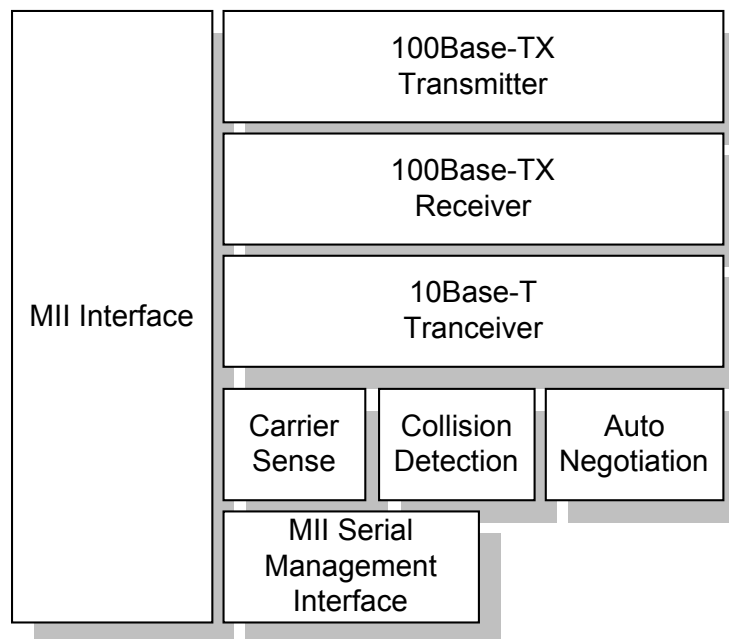 MII Interface
100Base-TX
Transmitter
100Base-TX
Receiver
10Base-T
Tranceiver
Carrier
Sense
Collision
Detection
Auto
Negotiation
MII Serial
Management
Interface